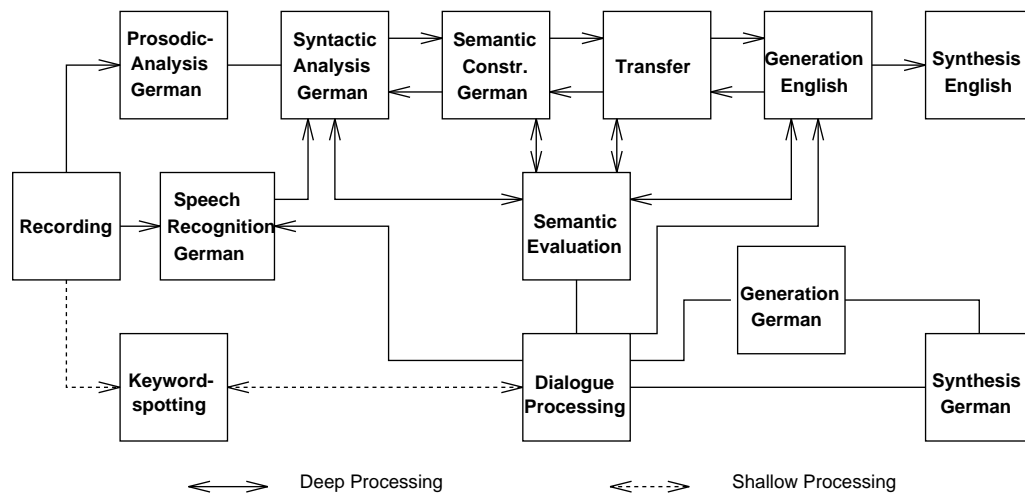 Prosodic-
Analysis
German
Syntactic
Analysis
German
Semantic
Constr.
German
Transfer
Generation
English
Synthesis
English
Recording
Speech
Recognition
German
Semantic
Evaluation
Generation
German
Keyword-
spotting
Dialogue
Processing
Synthesis
German
Deep Processing
Shallow Processing